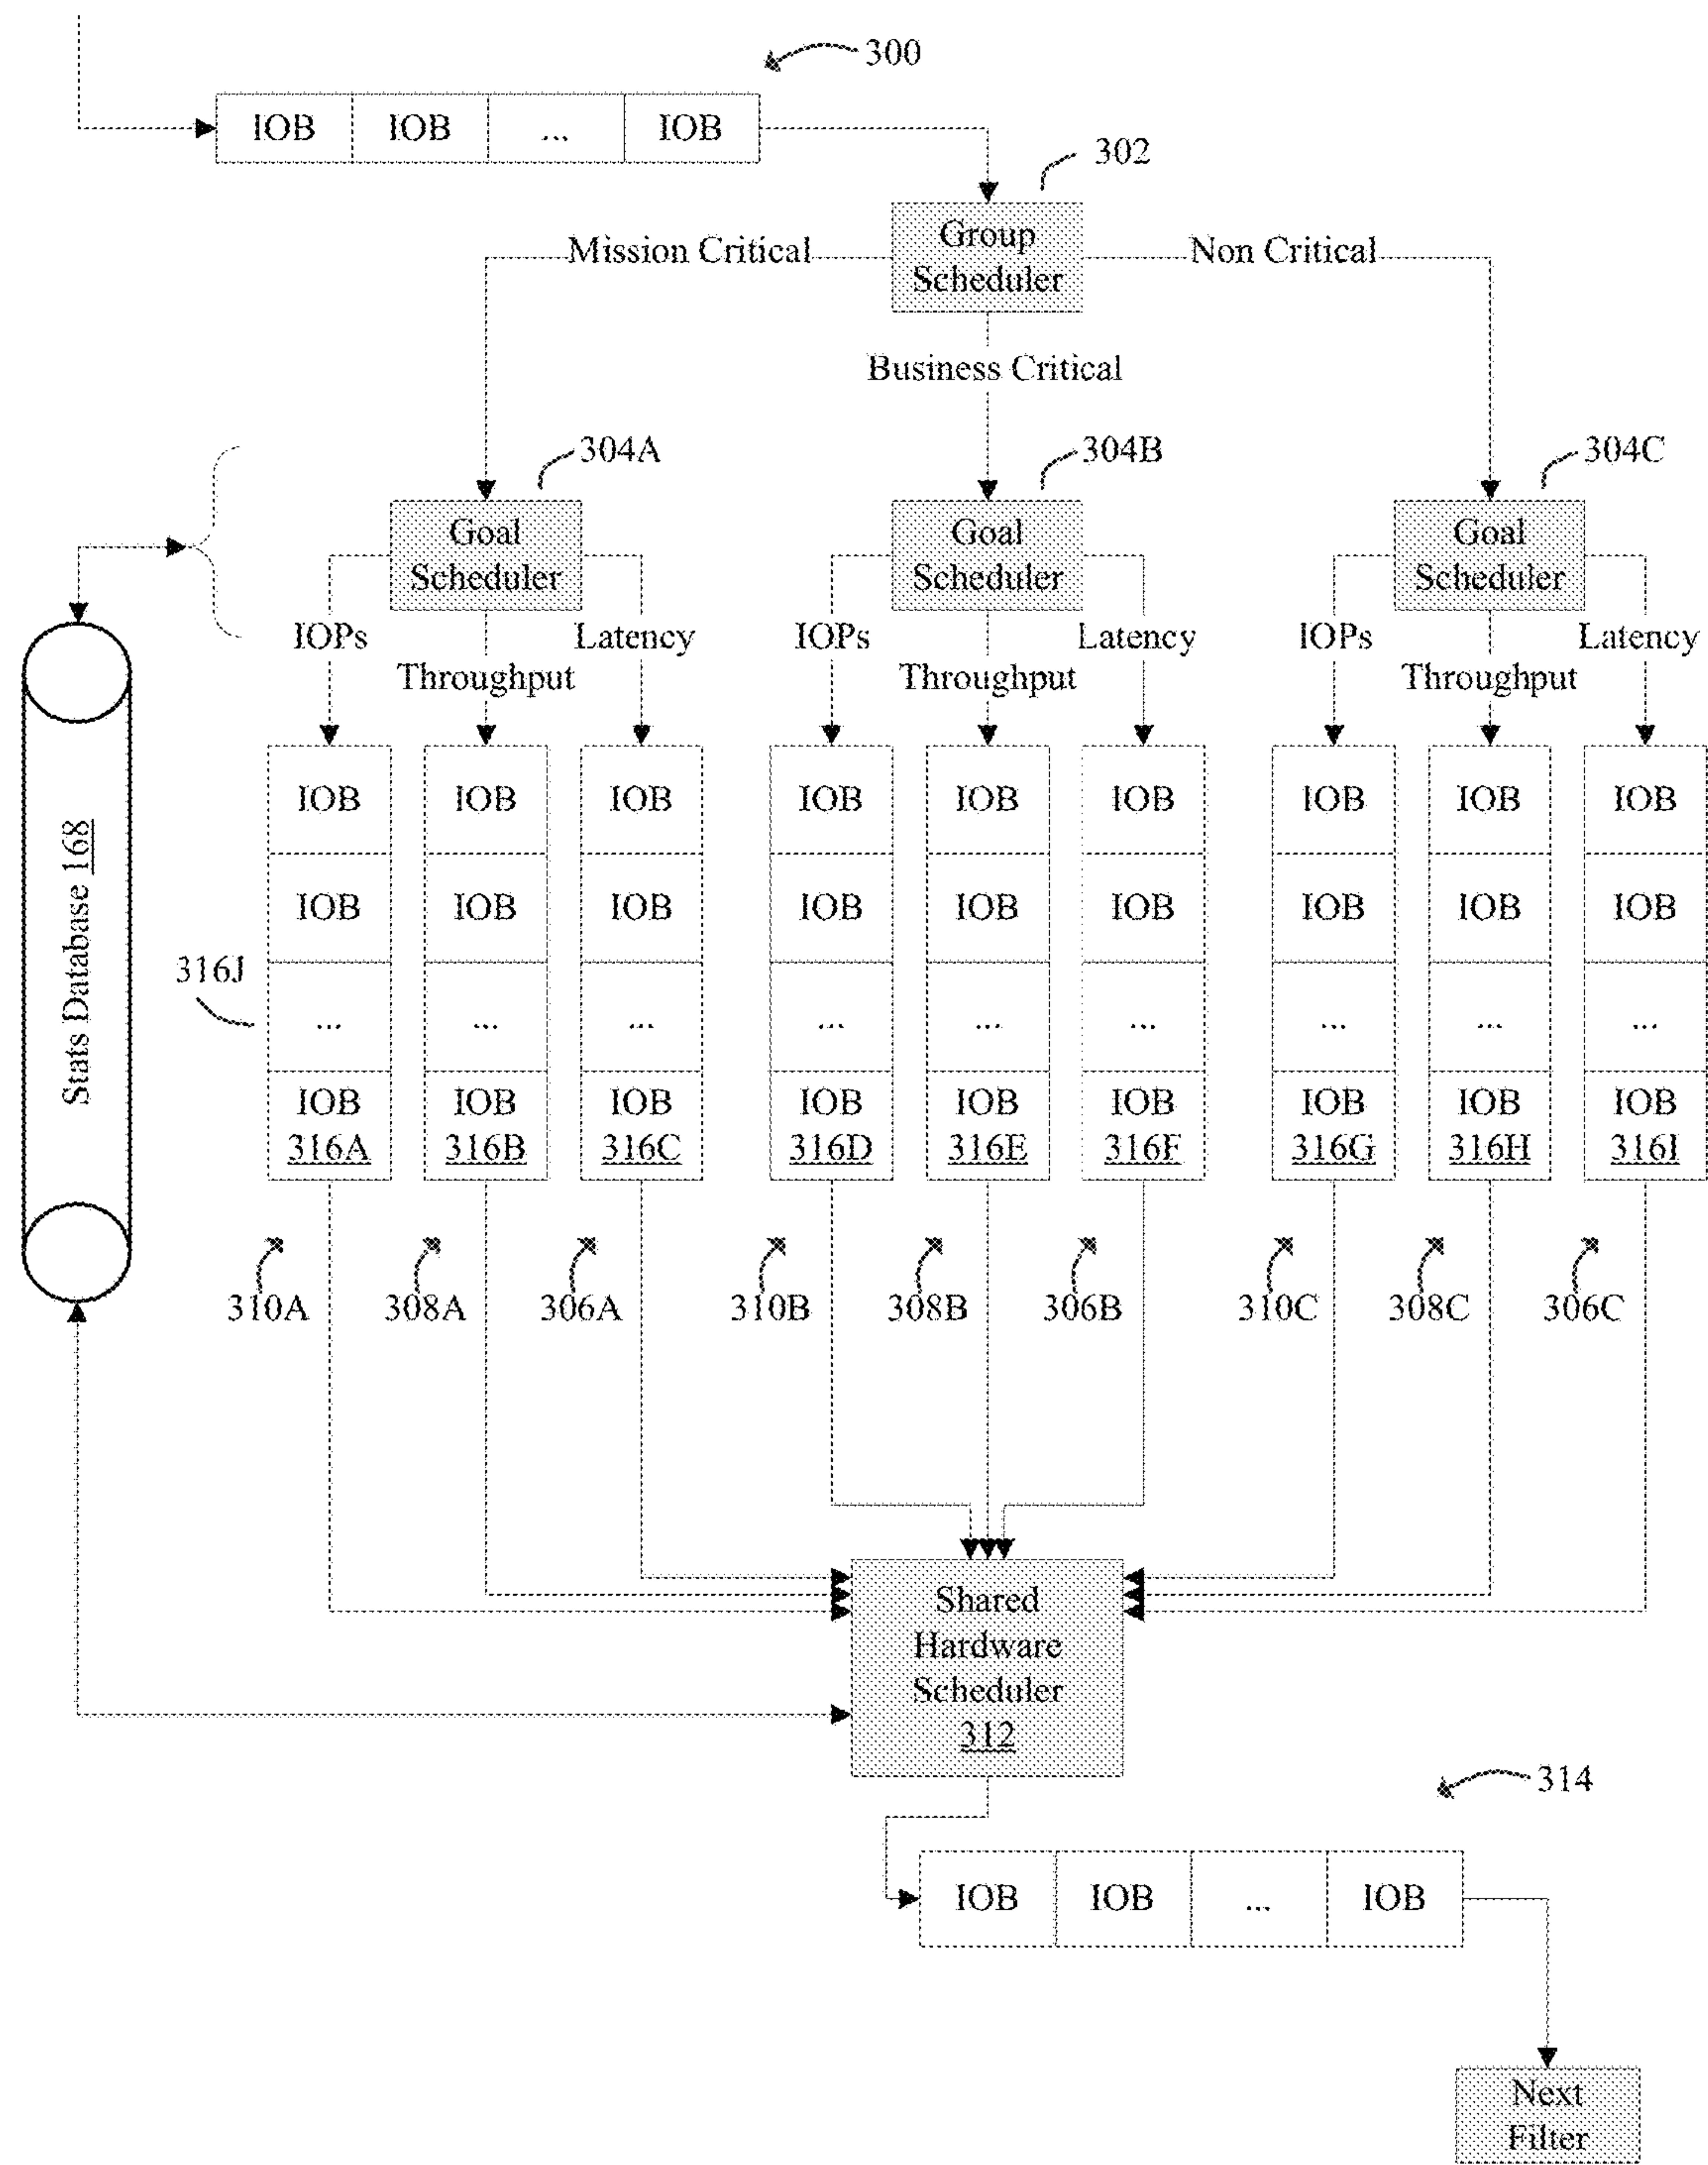 300
IOB IOB ... IOB
302
Group
Scheduler
Mission Critical
Non Critical
Business Critical
304A
304B
304C
Goal
Scheduler
Goal
Scheduler
Goal
Scheduler
IOPs
Throughput
Latency
IOPs
Throughput
Latency
IOPs
Throughput
Latency
IOB IOB IOB IOB IOB IOB IOB IOB IOB
IOB IOB IOB IOB IOB IOB IOB IOB IOB
Stats Database 168
316J
... ... ... ... ... ... ... ... ...
IOB IOB IOB IOB IOB IOB IOB IOB IOB
316A 316B 316C 316D 316E 316F 316G 316H 316I
310A 308A 306A 310B 308B 306B 310C 308C 306C
Shared
Hardware
Scheduler
312
314
IOB IOB ... IOB
Next
Filter